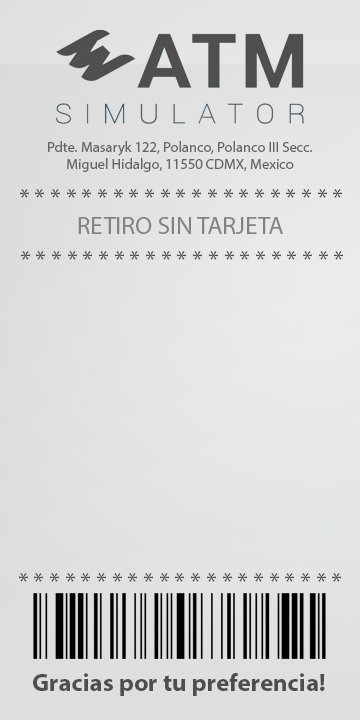 ATM
SIMULATOR
Pdte. Masaryk 122, Polanco, Polanco III Secc.
Miguel Hidalgo, 11550 CDMX, Mexico
* * * * * * * * * * * * * * * * * * * * *
RETIRO SIN TARJETA
* * * * * * * * * * * * * * * * * * * * *
* * * * * * * * * * * * * * * * * * * * *
Gracias por tu preferencia!